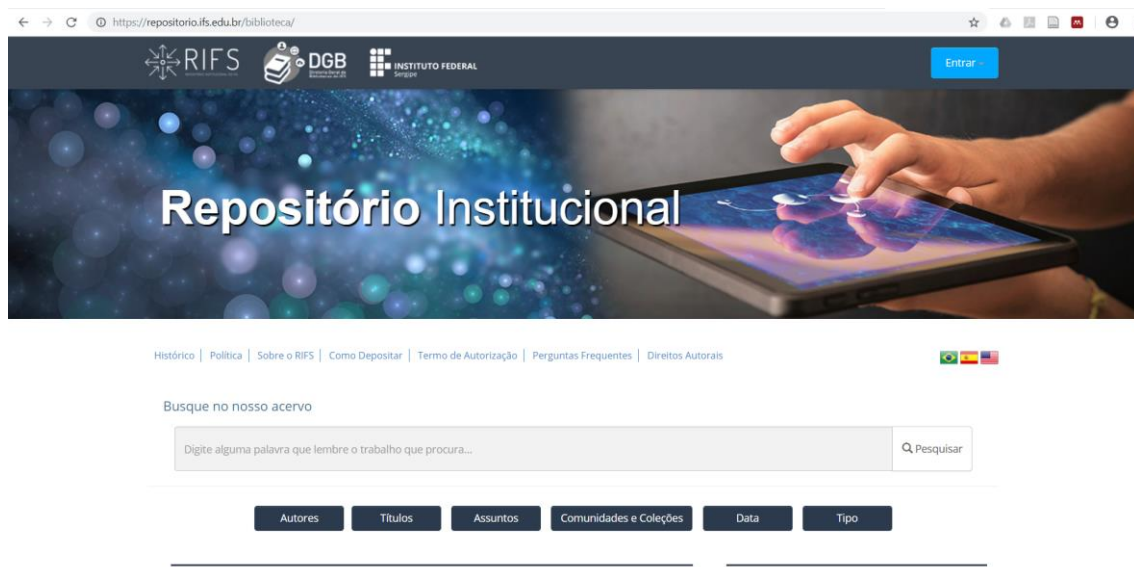 https://repositorio.ifs.edu.br/biblioteca/
RIFS
DGB
INSTITUTO FEDERAL
Sergipe
Entrar
Repositório Institucional
Histórico | Política | Sobre o RIFS | Como Depositar | Termo de Autorização | Perguntas Frequentes | Direitos Autorais
Busque no nosso acervo
Digite alguma palavra que lembre o trabalho que procura...
Pesquisar
Autores Títulos Assuntos Comunidades e Coleções Data Tipo